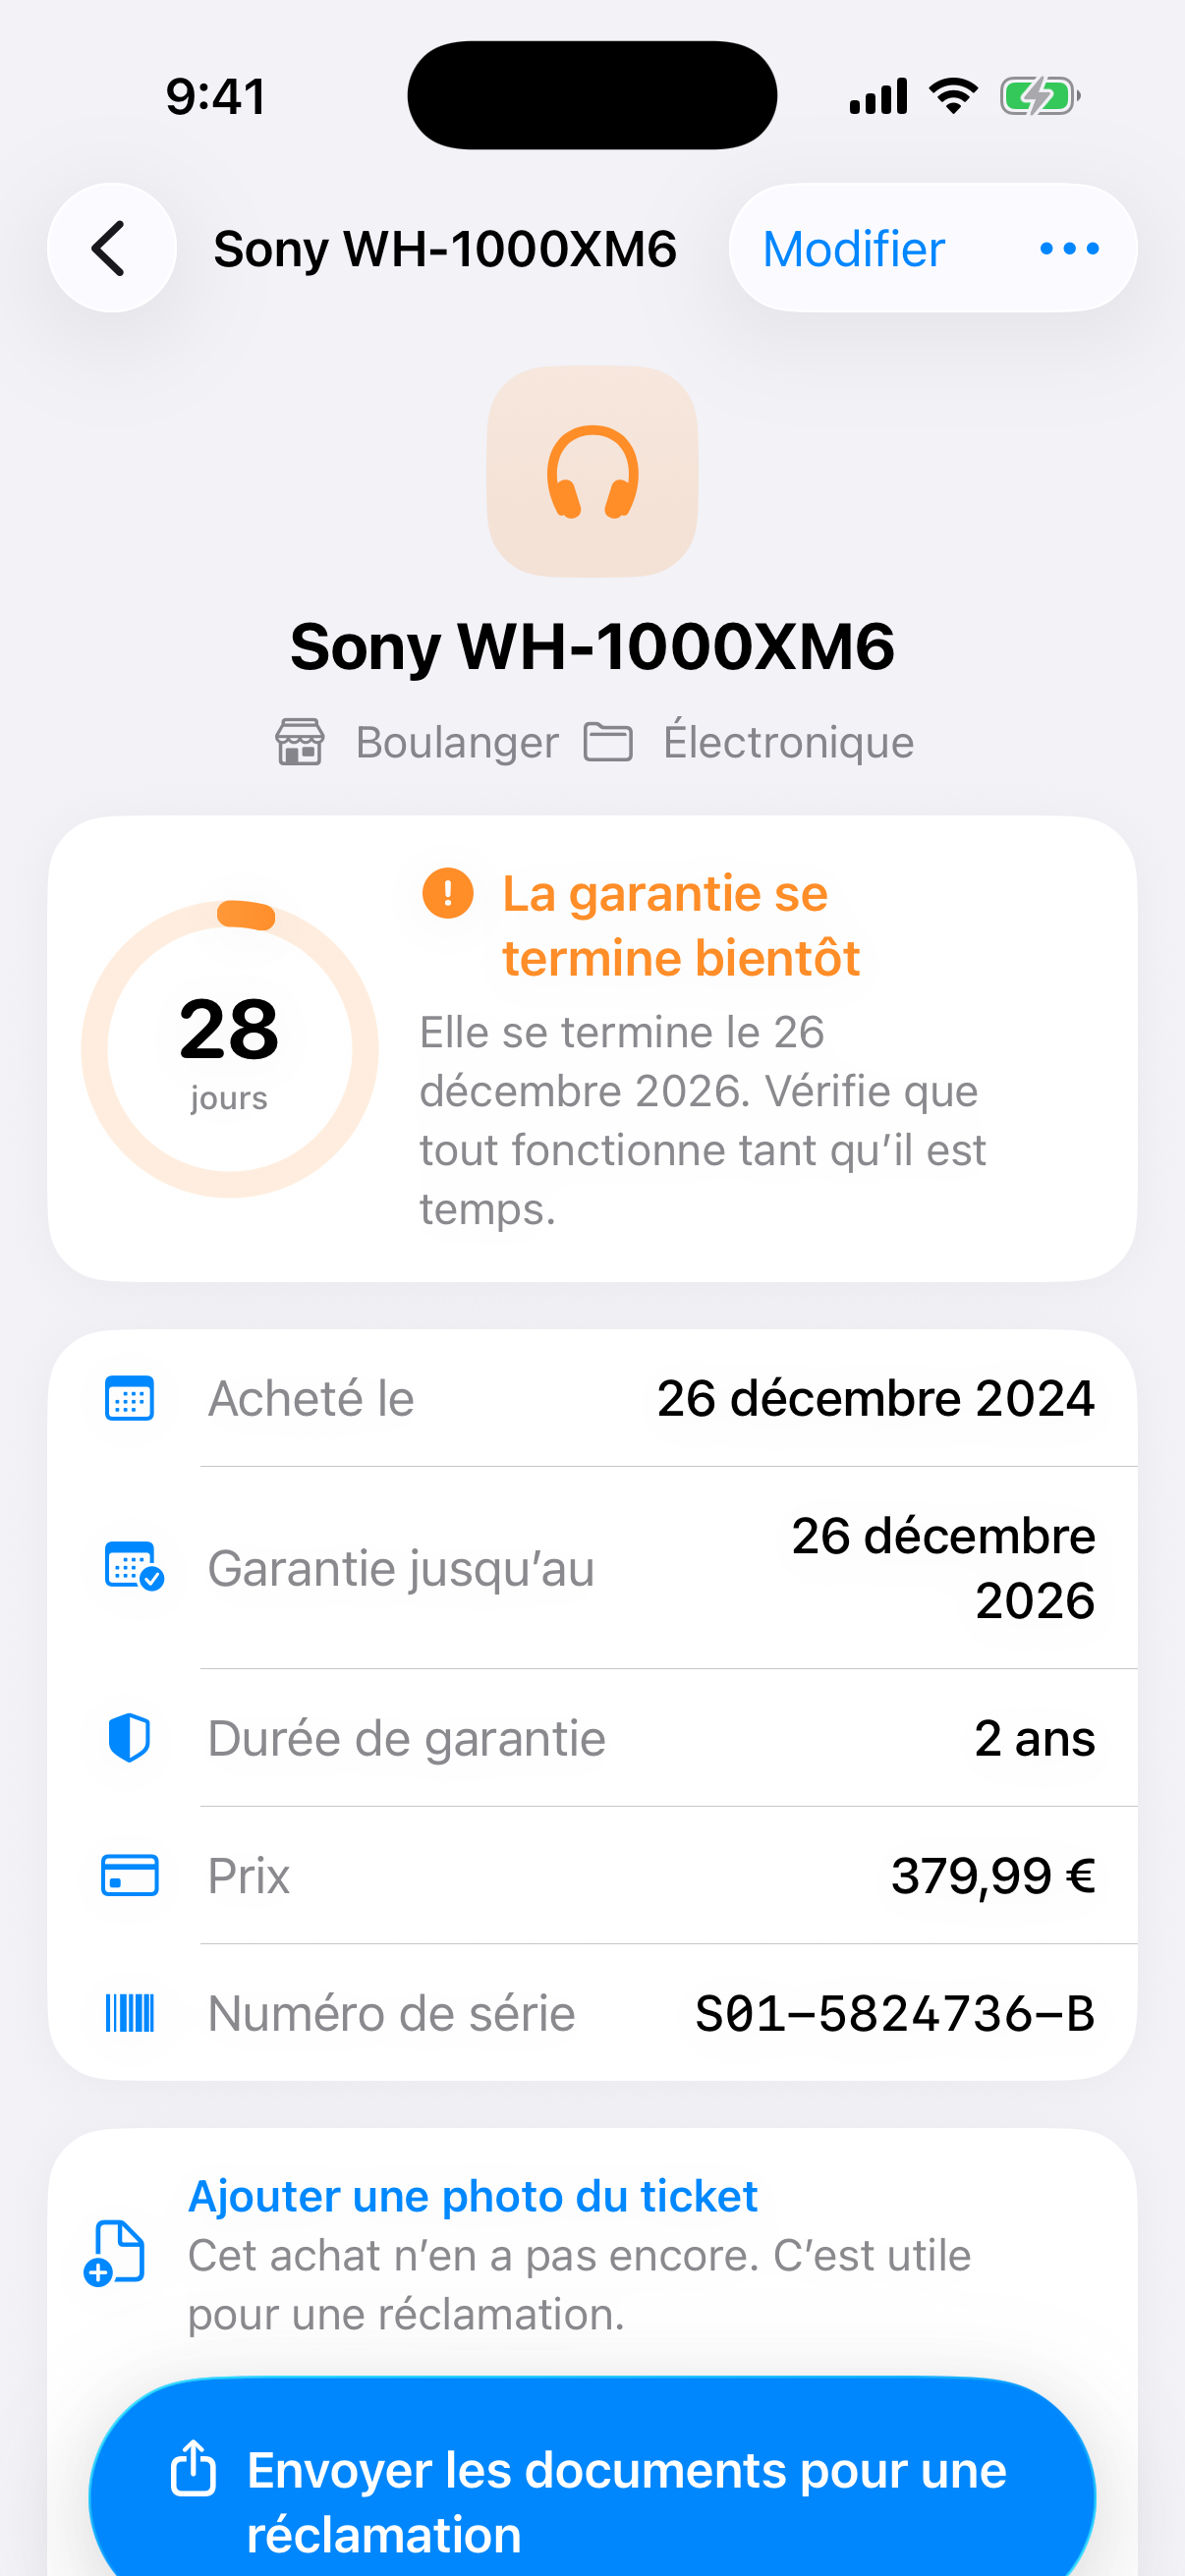 9:41
Sony WH-1000XM6
Modifier
Sony WH-1000XM6
Boulanger Électronique
La garantie se
termine bientôt
28
jours
Elle se termine le 26
décembre 2026. Vérifie que
tout fonctionne tant qu’il est
temps.
Acheté le 26 décembre 2024
Garantie jusqu’au 26 décembre
2026
Durée de garantie 2 ans
Prix 379,99 €
Numéro de série S01–5824736–B
Ajouter une photo du ticket
Cet achat n’en a pas encore. C’est utile
pour une réclamation.
Envoyer les documents pour une
réclamation